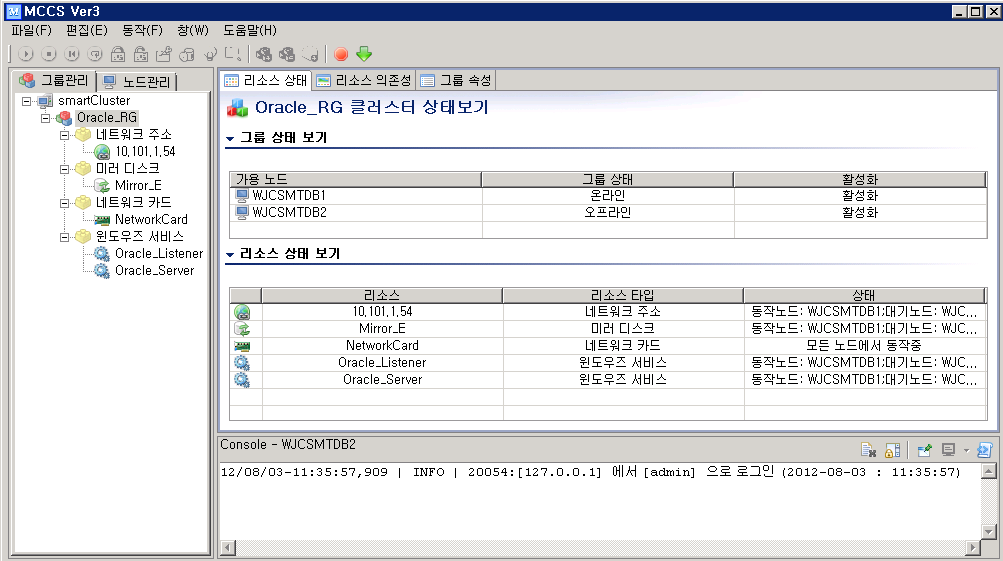 MCCS Ver3
파일(F) 편집(E) 동작(F) 창(W) 도움말(H)
그룹관리 노드관리
smartCluster
Oracle_RG
네트워크 주소
10,101,1,54
미러 디스크
Mirror_E
네트워크 카드
NetworkCard
윈도우즈 서비스
Oracle_Listener
Oracle_Server
리소스 상태 리소스 의존성 그룹 속성
Oracle_RG 클러스터 상태보기
그룹 상태 보기
가용 노드 그룹 상태 활성화
WJCSMTDB1 온라인 활성화
WJCSMTDB2 오프라인 활성화
리소스 상태 보기
리소스 리소스 타입 상태
10,101,1,54 네트워크 주소 동작노드: WJCSMTDB1;대기노드: WJC...
Mirror_E 미러 디스크 동작노드: WJCSMTDB1;대기노드: WJC...
NetworkCard 네트워크 카드 모든 노드에서 동작중
Oracle_Listener 윈도우즈 서비스 동작노드: WJCSMTDB1;대기노드: WJC...
Oracle_Server 윈도우즈 서비스 동작노드: WJCSMTDB1;대기노드: WJC...
Console - WJCSMTDB2
12/08/03-11:35:57,909 | INFO | 20054:[127.0.0.1] 에서 [admin] 으로 로그인 (2012-08-03 : 11:35:57)